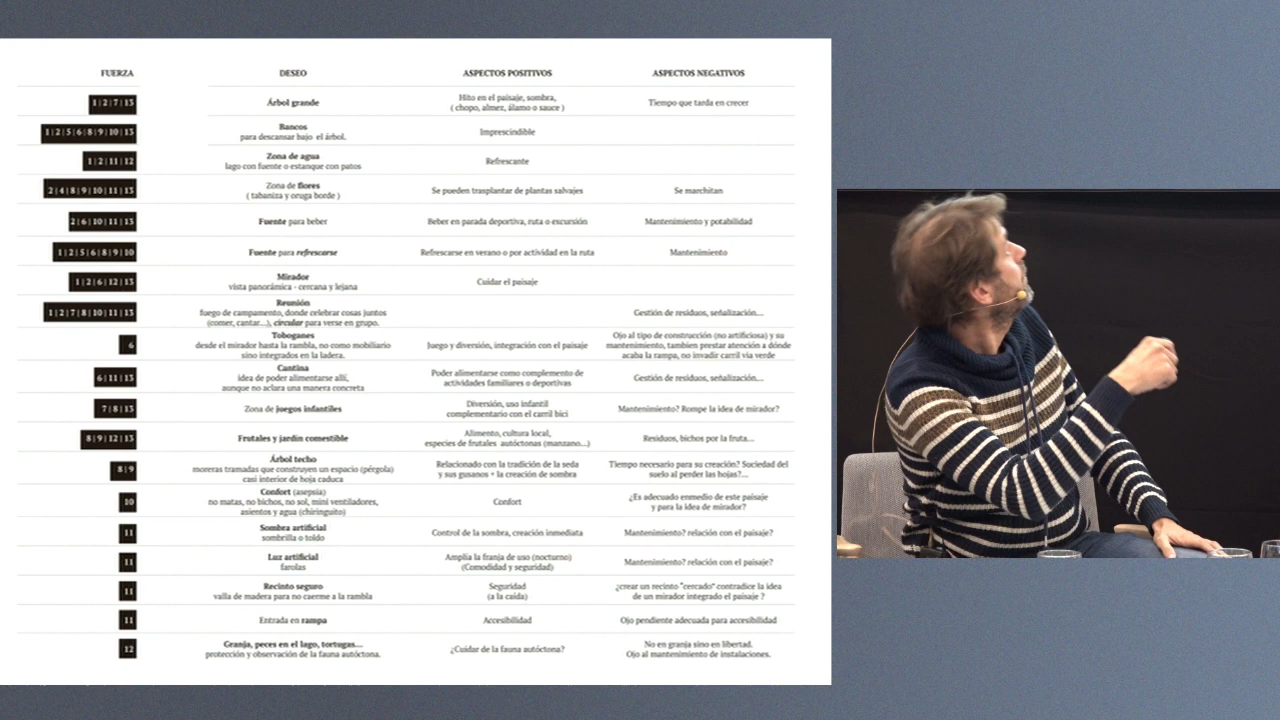 FUERZA DESEO ASPECTOS POSITIVOS ASPECTOS NEGATIVOS
1|2|7|13 Árbol grande Hito en el paisaje, sombra, Tiempo que tarda en crecer
( chopo, almez, álamo o sauce )
1|2|5|6|8|9|10|13 Bancos Imprescindible
para descansar bajo el árbol.
1|2|11|12 Zona de agua Refrescante
lago con fuente o estanque con patos
2|4|8|9|10|11|13 Zona de flores Se pueden trasplantar de plantas salvajes Se marchitan
( tabaniza y oruga borde )
2|6|10|11|13 Fuente para beber Beber en parada deportiva, ruta o excursión Mantenimiento y potabilidad
1|2|5|6|8|9|10 Fuente para refrescarse Refrescarse en verano o por actividad en la ruta Mantenimiento
1|2|6|12|13 Mirador Cuidar el paisaje
vista panorámica - cercana y lejana
1|2|7|8|10|11|13 Reunión Gestión de residuos, señalización...
fuego de campamento, donde celebrar cosas juntos
(comer, cantar...), circular para verse en grupo.
6 Toboganes Juego y diversión, integración con el paisaje Ojo al tipo de construcción (no artificiosa) y su
desde el mirador hasta la rambla, no como mobiliario mantenimiento, tambien prestar atención a dónde
sino integrados en la ladera. acaba la rampa, no invadir carril via verde
6|11|13 Cantina Poder alimentarse como complemento de Gestión de residuos, señalización...
idea de poder alimentarse allí, actividades familiares o deportivas
aunque no aclara una manera concreta
7|8|13 Zona de juegos infantiles Diversión, uso infantil Mantenimiento? Rompe la idea de mirador?
complementario con el carril bici
8|9|12|13 Frutales y jardín comestible Alimento, cultura local, Residuos, bichos por la fruta...
especies de frutales autóctonas (manzano...)
8|9 Árbol techo Relacionado con la tradición de la seda Tiempo necesario para su creación? Suciedad del
moreras tramadas que construyen un espacio (pérgola) y sus gusanos + la creación de sombra suelo al perder las hojas?...
casi interior de hoja caduca
10 Confort (asepsia) Confort ¿Es adecuado enmedio de este paisaje
no matas, no bichos, no sol, mini ventiladores, y para la idea de mirador?
asientos y agua (chiringuito)
11 Sombra artificial Control de la sombra, creación inmediata Mantenimiento? relación con el paisaje?
sombrilla o toldo
11 Luz artificial Amplía la franja de uso (nocturno) Mantenimiento? relación con el paisaje?
farolas (Comodidad y seguridad)
11 Recinto seguro Seguridad ¿crear un recinto "cercado" contradice la idea
valla de madera para no caerme a la rambla (a la caída) de un mirador integrado el paisaje ?
11 Entrada en rampa Accesibilidad Ojo pendiente adecuada para accesibilidad
12 Granja, peces en el lago, tortugas... ¿Cuidar de la fauna autóctona? No en granja sino en libertad.
protección y observación de la fauna autóctona. Ojo al mantenimiento de instalaciones.